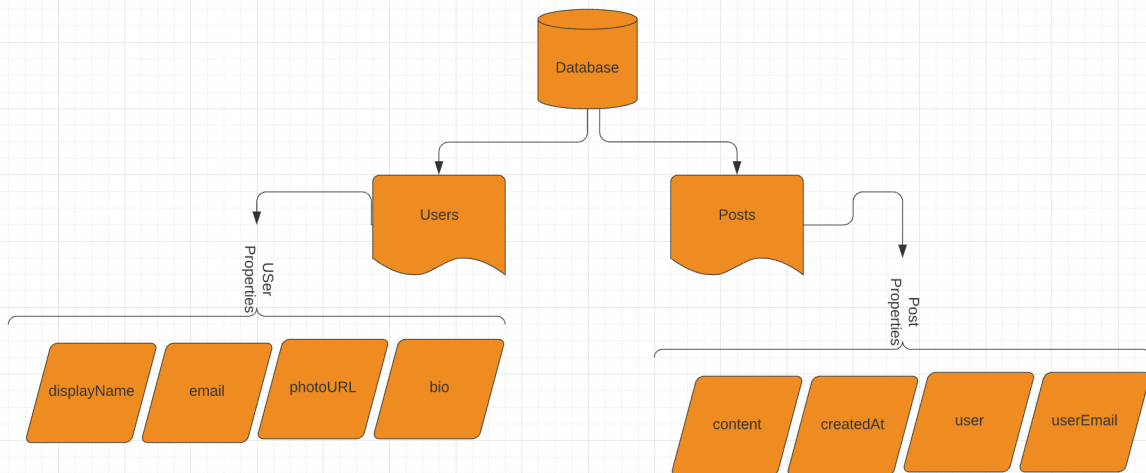 Database
Users
Posts
USer
Properties
Post
Properties
displayName
email
photoURL
bio
content
createdAt
user
userEmail